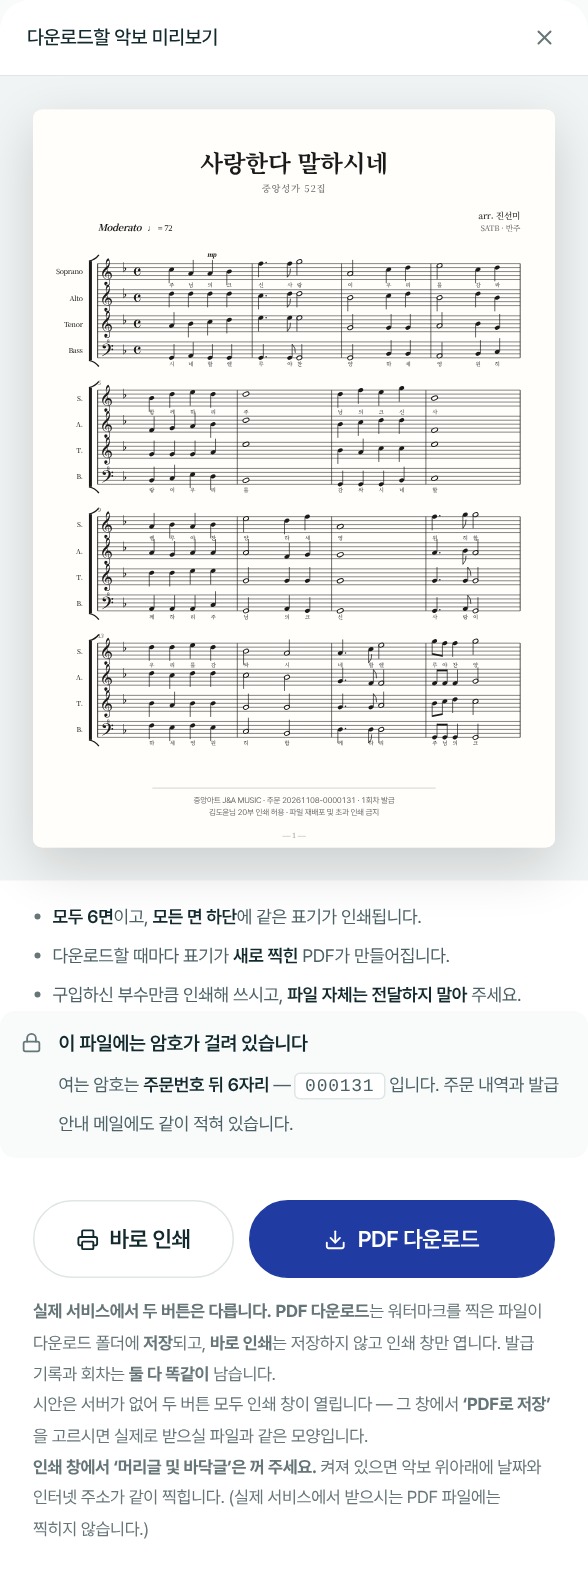 다운로드할 악보 미리보기
사랑한다 말하시네
중앙성가 52집
arr. 진선미
Moderato ♩ = 72
SATB · 반주
mp
Soprano
Alto
Tenor
Bass
S.
A.
T.
B.
S.
A.
T.
B.
S.
A.
T.
B.
중앙아트 J&A MUSIC · 주문 20261108-0000131 · 1회차 발급
김도윤님 20부 인쇄 허용 · 파일 재배포 및 초과 인쇄 금지
— 1 —
• 모두 6면이고, 모든 면 하단에 같은 표기가 인쇄됩니다.
• 다운로드할 때마다 표기가 새로 찍힌 PDF가 만들어집니다.
• 구입하신 부수만큼 인쇄해 쓰시고, 파일 자체는 전달하지 말아 주세요.
이 파일에는 암호가 걸려 있습니다
여는 암호는 주문번호 뒤 6자리 — 000131 입니다. 주문 내역과 발급
안내 메일에도 같이 적혀 있습니다.
바로 인쇄
PDF 다운로드
실제 서비스에서 두 버튼은 다릅니다. PDF 다운로드는 워터마크를 찍은 파일이
다운로드 폴더에 저장되고, 바로 인쇄는 저장하지 않고 인쇄 창만 엽니다. 발급
기록과 회차는 둘 다 똑같이 남습니다.
시안은 서버가 없어 두 버튼 모두 인쇄 창이 열립니다 — 그 창에서 ‘PDF로 저장’
을 고르시면 실제로 받으실 파일과 같은 모양입니다.
인쇄 창에서 ‘머리글 및 바닥글’은 꺼 주세요. 켜져 있으면 악보 위아래에 날짜와
인터넷 주소가 같이 찍힙니다. (실제 서비스에서 받으시는 PDF 파일에는
찍히지 않습니다.)